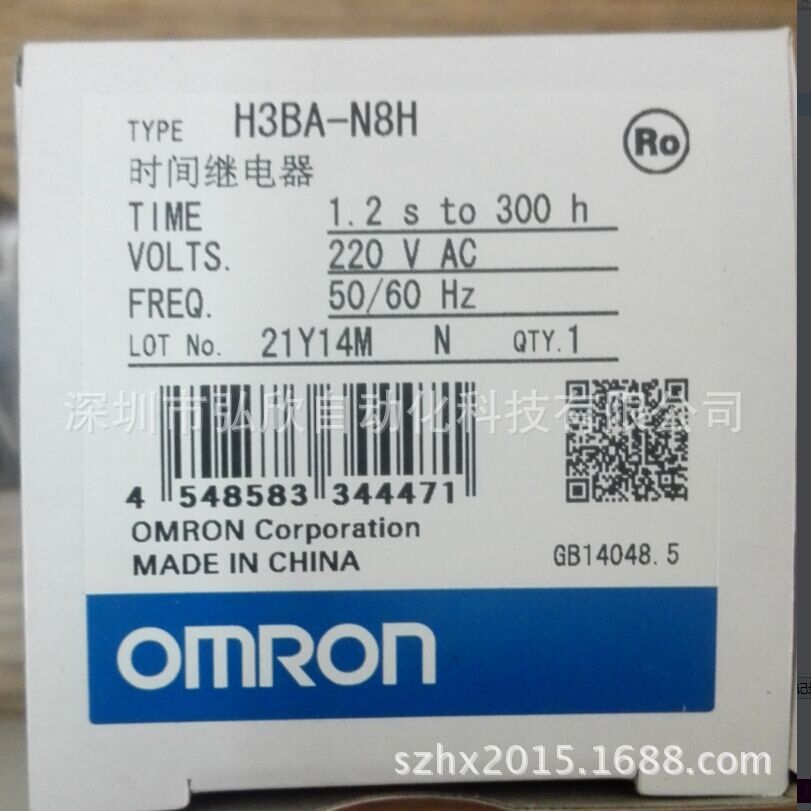 TYPE H3BA-N8H
Ro
时间继电器
TIME 1.2 s to 300 h
VOLTS. 220 V AC
FREQ. 50/60 Hz
LOT No. 21Y14M N QTY.1
深圳市弘欣自动化科技有限公司
4 548583 344471
OMRON Corporation
MADE IN CHINA
GB14048.5
OMRON
szhx2015.1688.com